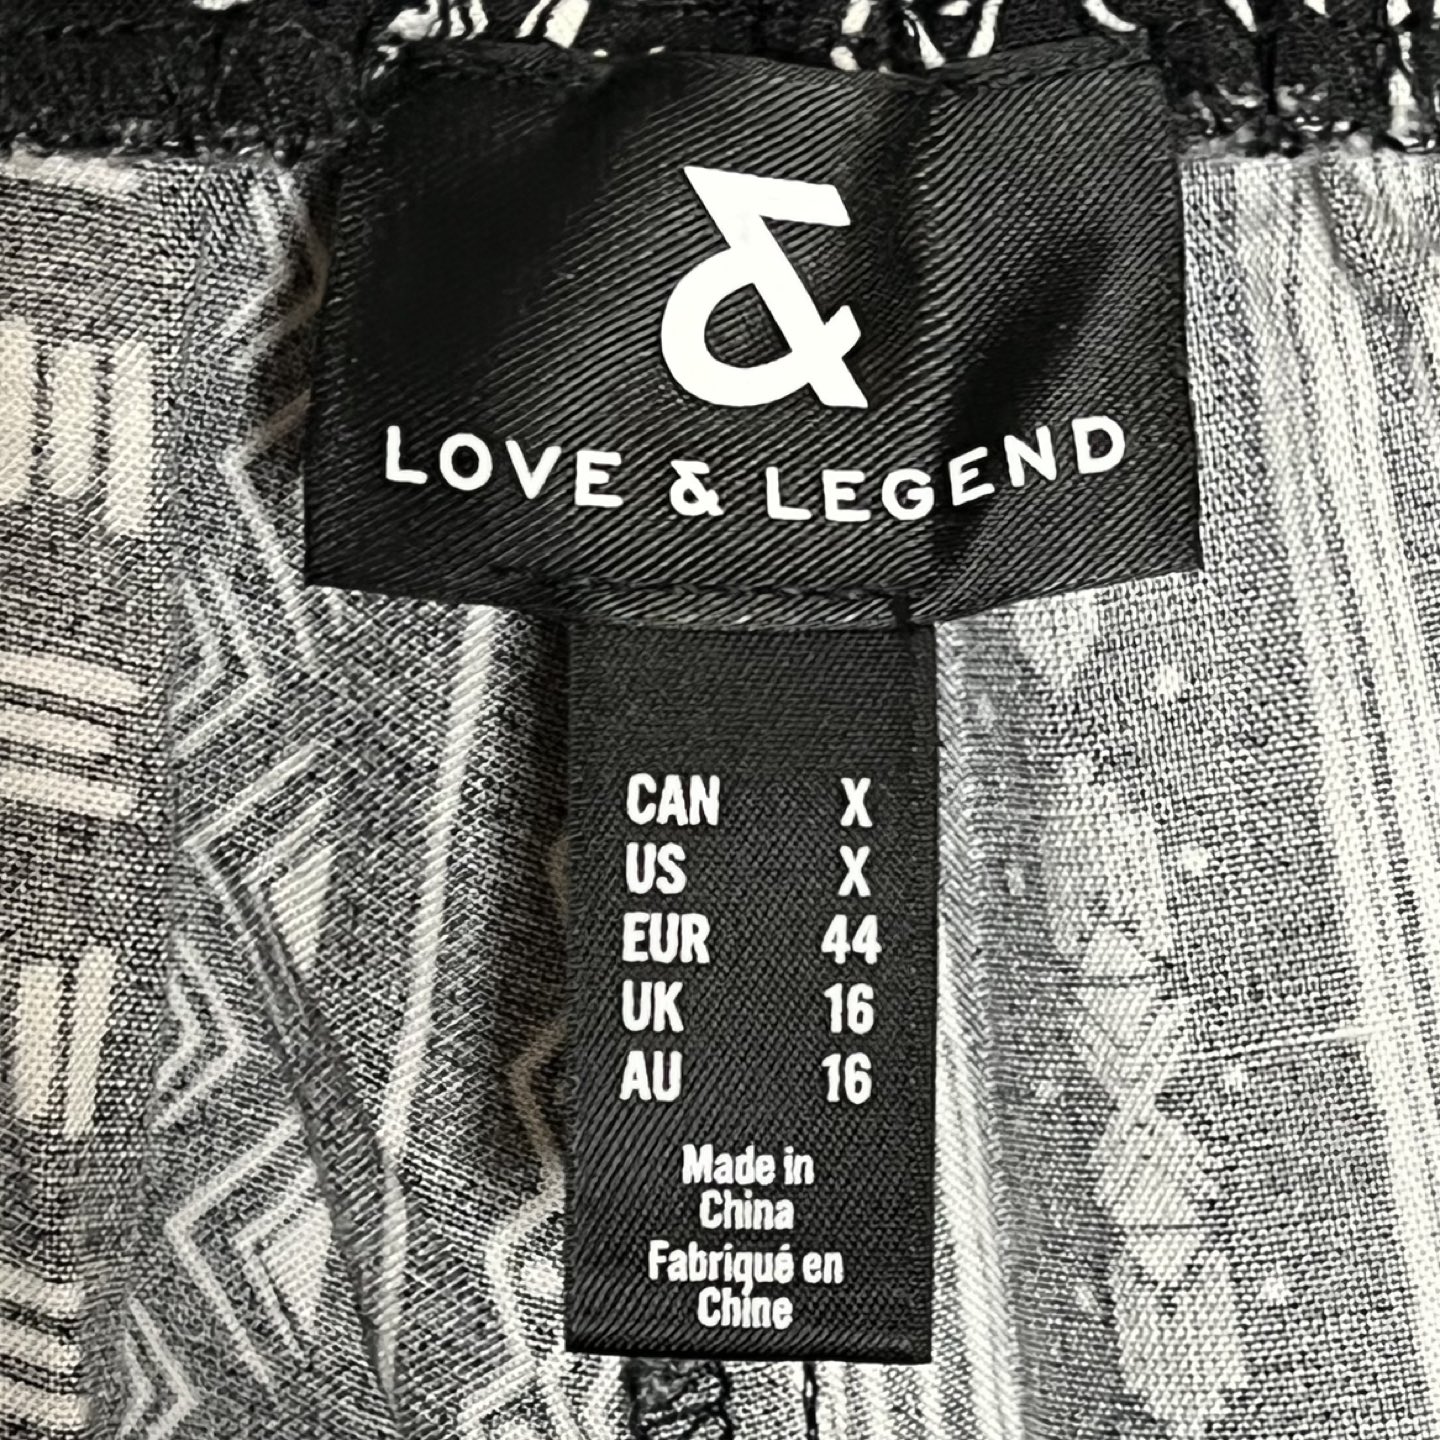 &
LOVE & LEGEND
CAN X
US X
EUR 44
UK 16
AU 16
Made in
China
Fabriqué en
Chine